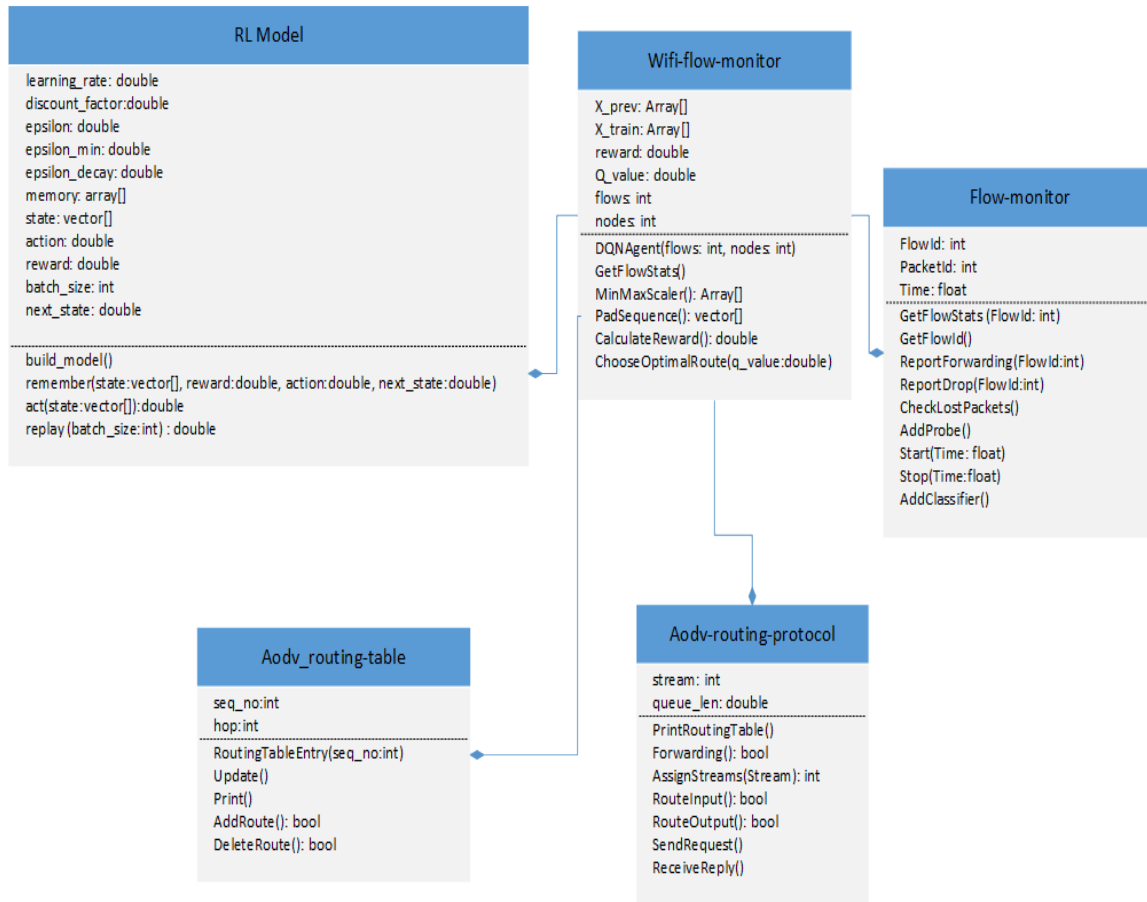 RL Model
learning_rate: double
discount_factor:double
epsilon: double
epsilon_min: double
epsilon_decay: double
memory: array[]
state: vector[]
action: double
reward: double
batch_size: int
next_state: double
build_model()
remember(state:vector[], reward:double, action:double, next_state:double)
act(state:vector[]):double
replay(batch_size:int) : double
Wifi-flow-monitor
X_prev: Array[]
X_train: Array[]
reward: double
Q_value: double
flows: int
nodes: int
DQNAgent(flows: int, nodes: int)
GetFlowStats()
MinMaxScaler(): Array[]
PadSequence(): vector[]
CalculateReward(): double
ChooseOptimalRoute(q_value:double)
Flow-monitor
FlowId: int
PacketId: int
Time: float
GetFlowStats (FlowId: int)
GetFlowId()
ReportForwarding(FlowId:int)
ReportDrop(FlowId:int)
CheckLostPackets()
AddProbe()
Start(Time: float)
Stop(Time:float)
AddClassifier()
Aodv_routing-table
seq_no:int
hop:int
RoutingTableEntry(seq_no:int)
Update()
Print()
AddRoute(): bool
DeleteRoute(): bool
Aodv-routing-protocol
stream: int
queue_len: double
PrintRoutingTable()
Forwarding(): bool
AssignStreams(Stream): int
RouteInput(): bool
RouteOutput(): bool
SendRequest()
ReceiveReply()